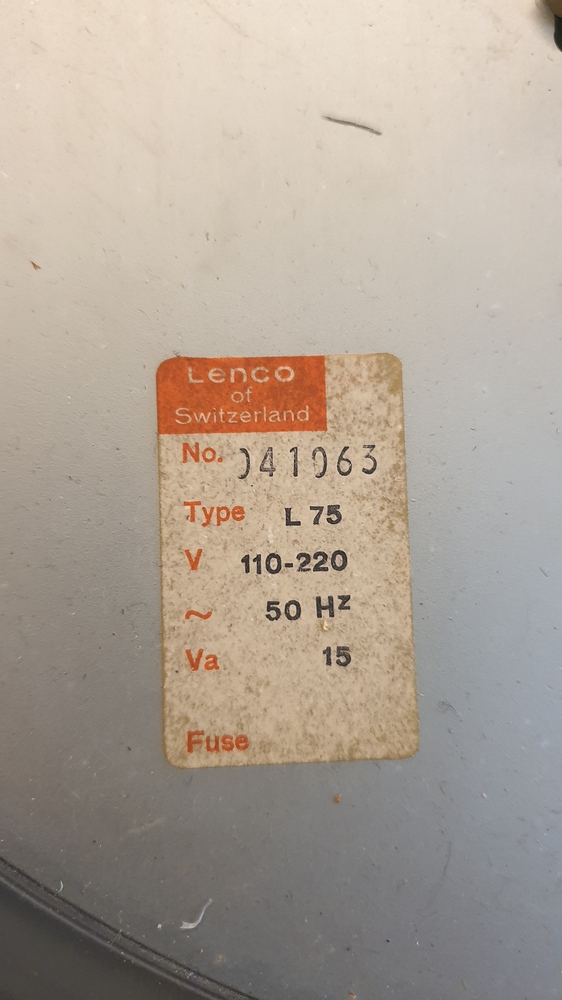 Lenco
of
Switzerland
No. 041063
Type L 75
V 110-220
~ 50 Hz
Va 15
Fuse